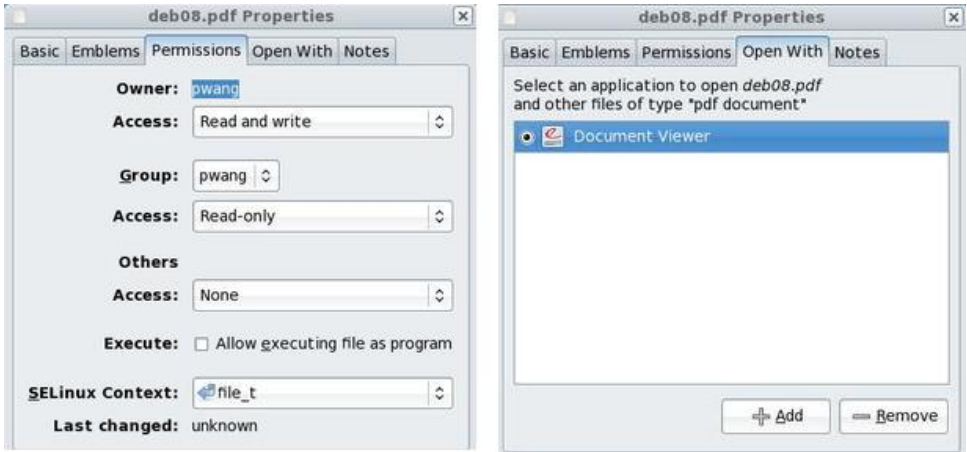 deb08.pdf Properties
Basic Emblems Permissions Open With Notes
Owner: pwang
Access: Read and write
Group: pwang
Access: Read-only
Others
Access: None
Execute: Allow executing file as program
SELinux Context: file_t
Last changed: unknown
deb08.pdf Properties
Basic Emblems Permissions Open With Notes
Select an application to open deb08.pdf
and other files of type "pdf document"
Document Viewer
Add Remove